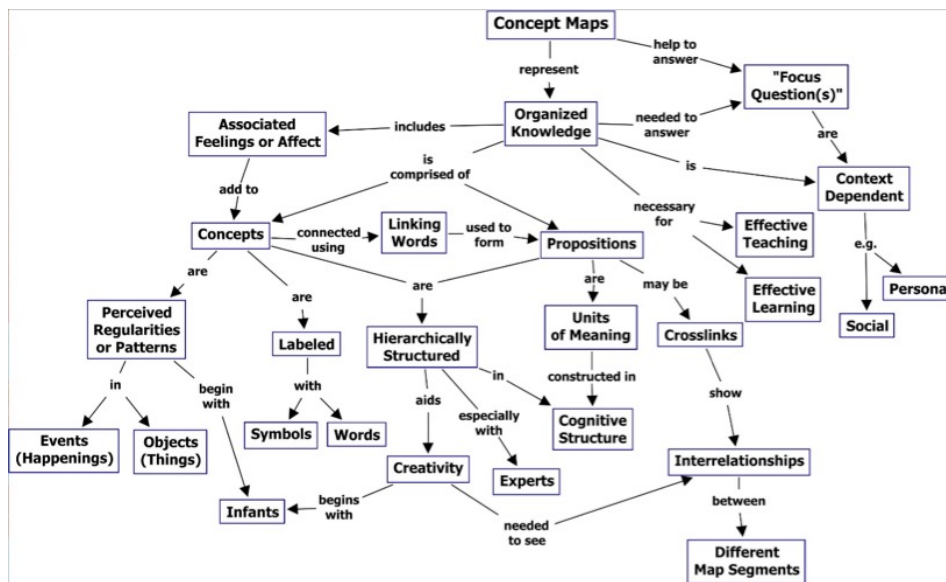 Concept Maps
help to
answer
represent
"Focus
Question(s)"
Organized
Knowledge
needed to
answer
Associated
Feelings or Affect
includes
are
is
comprised of
is
Context
Dependent
add to
necessary
for
Linking
Words
Concepts
connected
using
used to
form
Propositions
Effective
Teaching
e.g.
are
are
are
are
may be
Effective
Learning
Persona
Perceived
Regularities
or Patterns
Labeled
Hierarchically
Structured
Units
of Meaning
Crosslinks
Social
in
begin
with
with
aids
in
constructed in
show
especially
with
Events
(Happenings)
Objects
(Things)
Symbols
Words
Cognitive
Structure
Creativity
Experts
Interrelationships
Infants
begins
with
needed
to see
between
Different
Map Segments